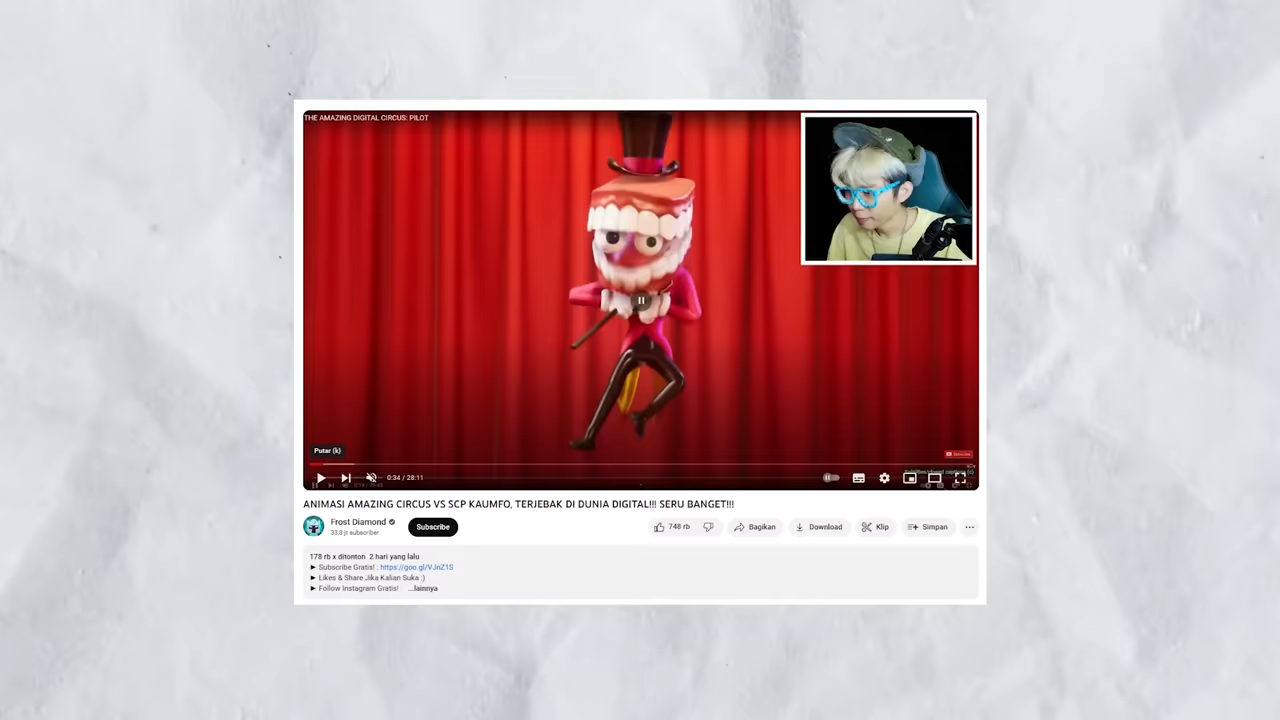 THE AMAZING DIGITAL CIRCUS: PILOT
Putar (k)
Subscribe
0:34 / 28:11
ANIMASI AMAZING CIRCUS VS SCP KAUMFO, TERJEBAK DI DUNIA DIGITAL!!! SERU BANGET!!!
Frost Diamond
33,8 jt subscriber
Subscribe
748 rb
Bagikan
Download
Klip
Simpan
178 rb x ditonton 2 hari yang lalu
► Subscribe Gratis! : https://goo.gl/VJnZ1S
► Likes & Share Jika Kalian Suka :)
► Follow Instagram Gratis! ...lainnya